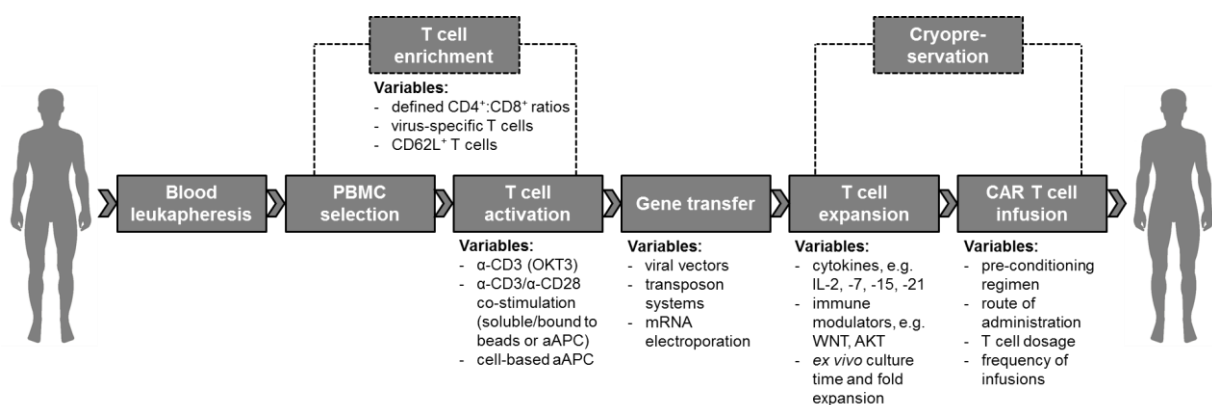 T cell
enrichment
Variables:
- defined CD4⁺:CD8⁺ ratios
- virus-specific T cells
- CD62L⁺ T cells
Cryopre-
servation
Blood
leukapheresis
PBMC
selection
T cell
activation
Variables:
- α-CD3 (OKT3)
- α-CD3/α-CD28
co-stimulation
(soluble/bound to
beads or aAPC)
- cell-based aAPC
Gene transfer
Variables:
- viral vectors
- transposon
systems
- mRNA
electroporation
T cell
expansion
Variables:
- cytokines, e.g.
IL-2, -7, -15, -21
- immune
modulators, e.g.
WNT, AKT
- ex vivo culture
time and fold
expansion
CAR T cell
infusion
Variables:
- pre-conditioning
regimen
- route of
administration
- T cell dosage
- frequency of
infusions